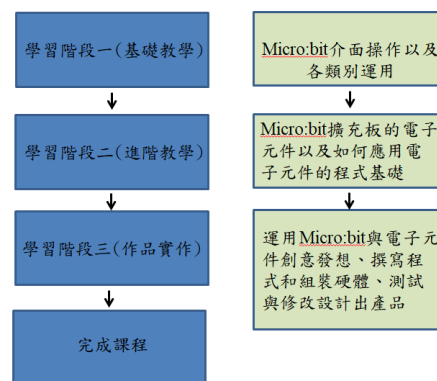 學習階段一(基礎教學)
學習階段二(進階教學)
學習階段三(作品實作)
完成課程
Micro:bit介面操作以及
各類別運用
Micro:bit擴充板的電子
元件以及如何應用電
子元件的程式基礎
運用Micro:bit與電子元
件創意發想、撰寫程
式和組裝硬體、測試
與修改設計出產品